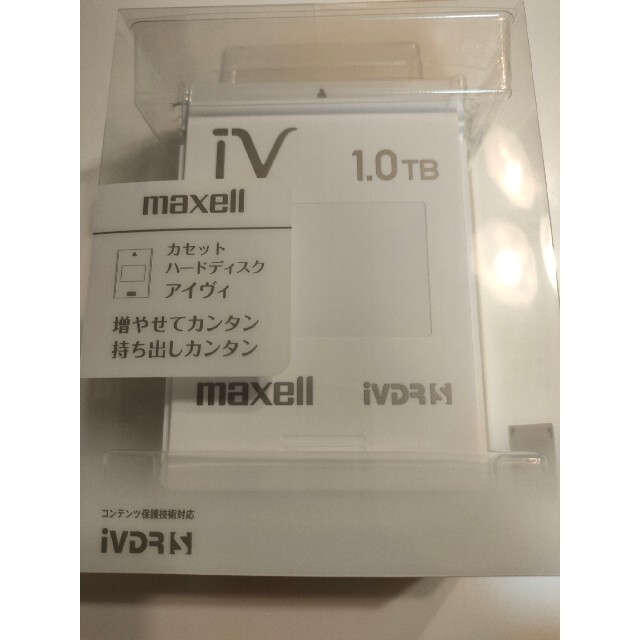 iV
1.0TB
maxell
カセット
ハードディスク
アイヴィ
増やせてカンタン
持ち出しカンタン
maxell
iVDR S
コンテンツ保護技術対応
iVDR S